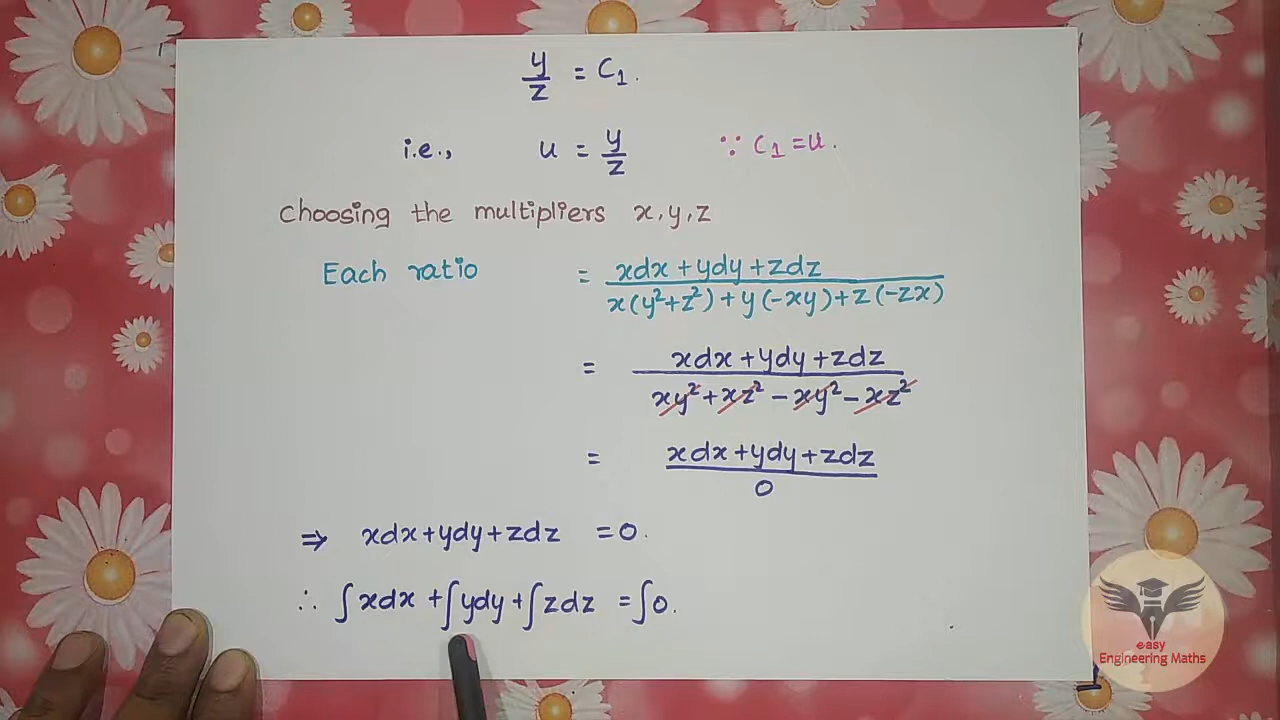 y/z = C₁.
i.e., u = y/z ∵ C₁ = u.
choosing the multipliers x, y, z
Each ratio = (xdx + ydy + zdz)/(x(y²+z²) + y(-xy) + z(-zx))
= (xdx + ydy + zdz)/(xy² + xz² - xy² - xz²)
= (xdx + ydy + zdz)/0
⇒ xdx + ydy + zdz = 0.
∴ ∫xdx + ∫ydy + ∫zdz = ∫0.
easy
Engineering Maths